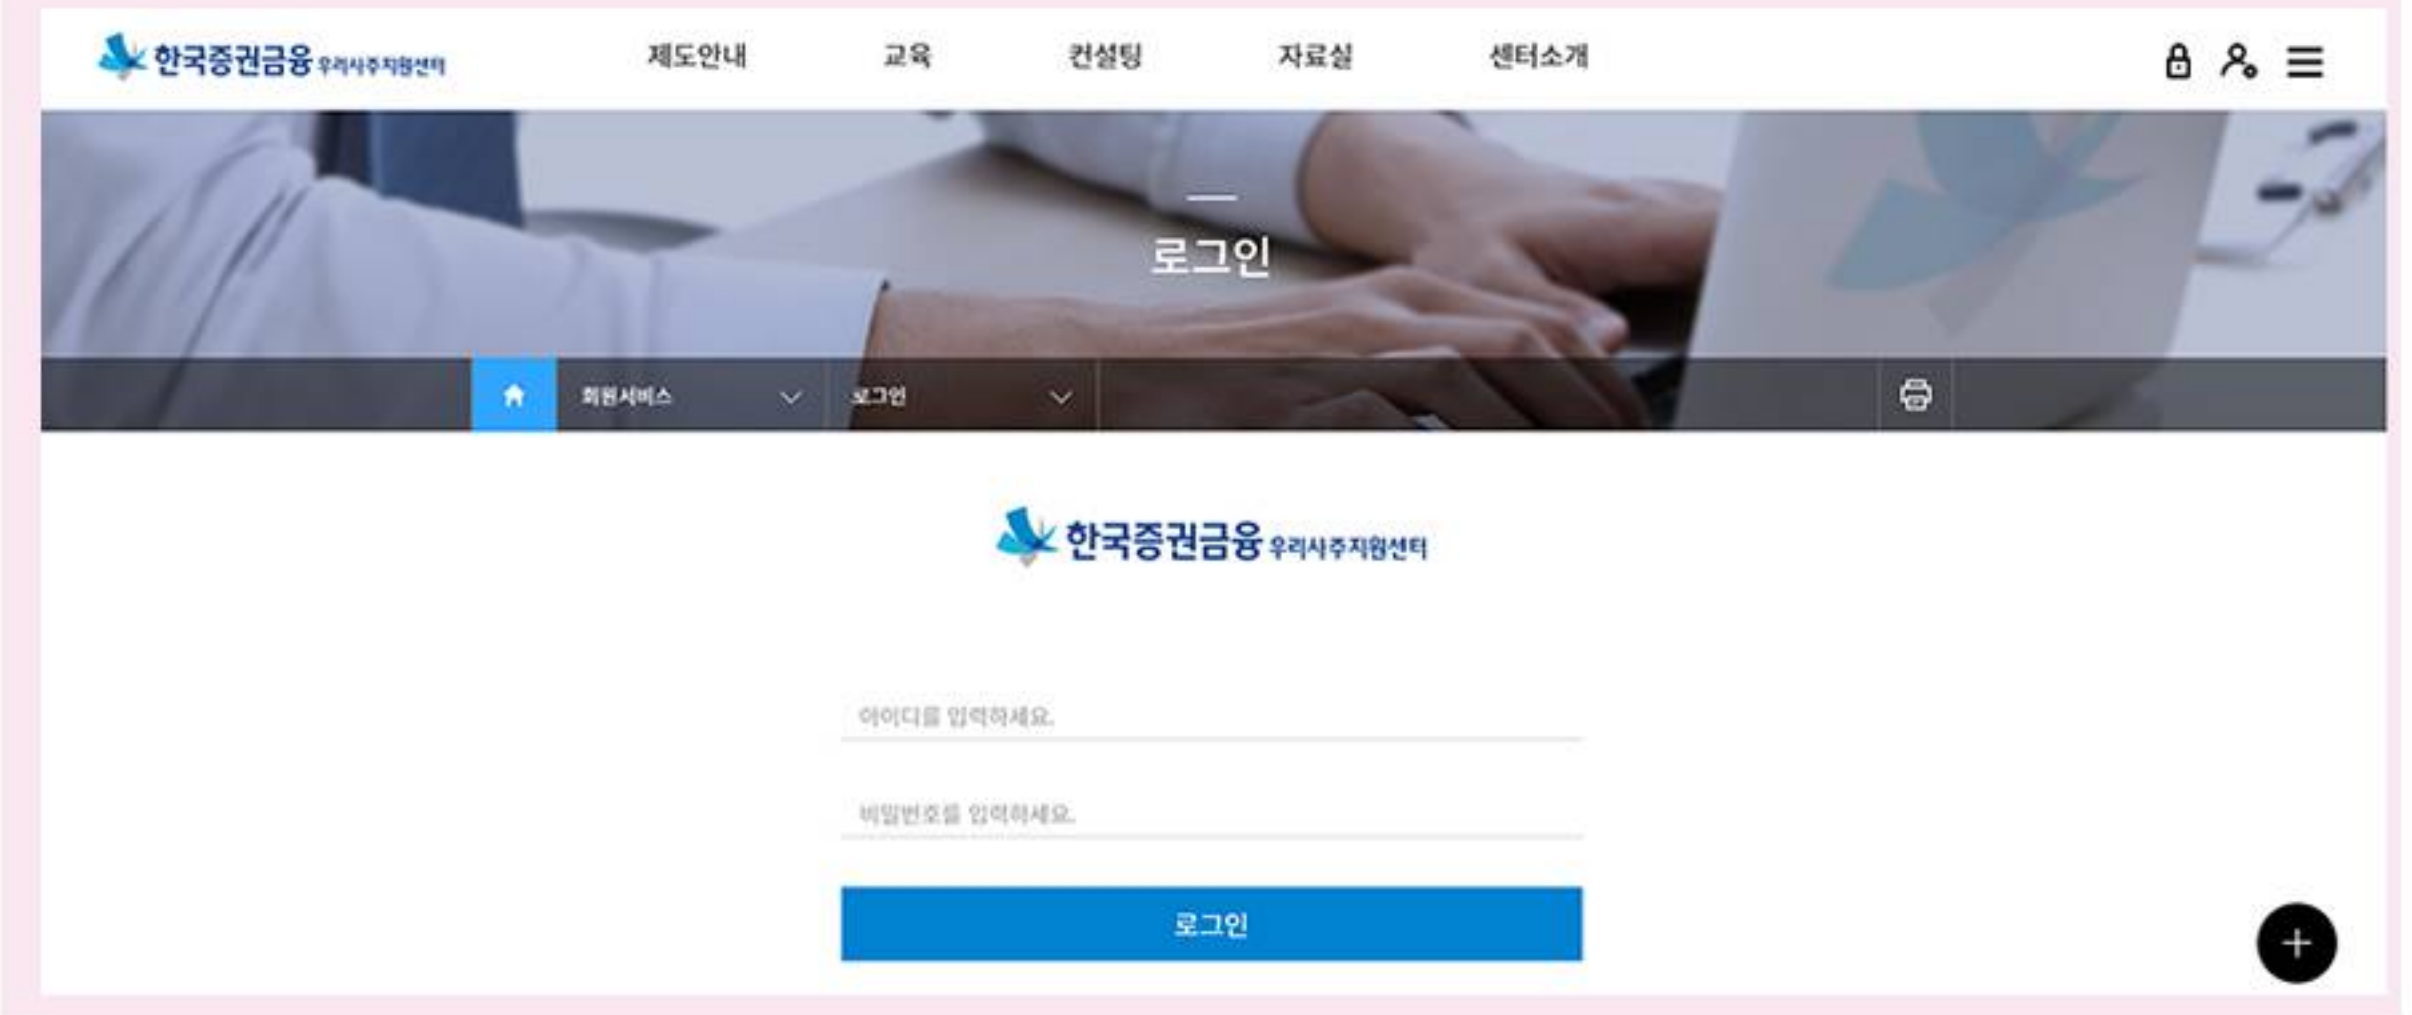 한국증권금융 우리사주지원센터
제도안내 교육 컨설팅 자료실 센터소개
로그인
회원서비스 로그인
한국증권금융 우리사주지원센터
아이디를 입력하세요.
비밀번호를 입력하세요.
로그인